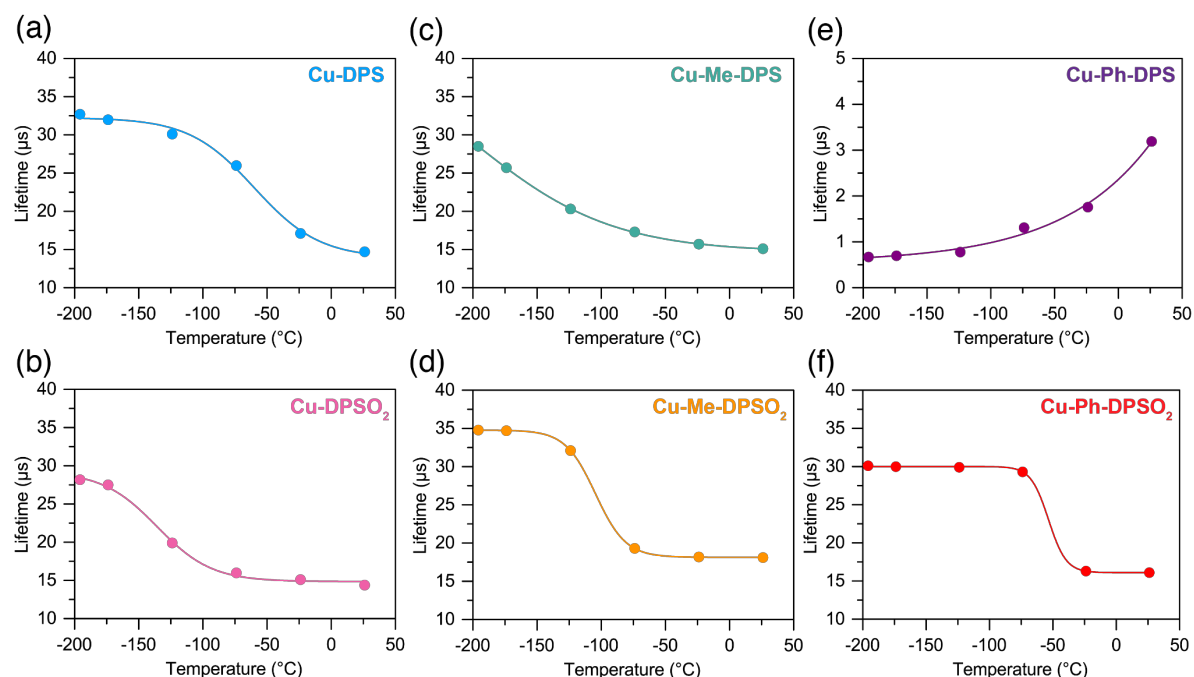 (a)
Cu-DPS
40
35
30
25
20
15
10
Lifetime (µs)
-200 -150 -100 -50 0 50
Temperature (°C)
(c)
Cu-Me-DPS
40
35
30
25
20
15
10
Lifetime (µs)
-200 -150 -100 -50 0 50
Temperature (°C)
(e)
Cu-Ph-DPS
5
4
3
2
1
0
Lifetime (µs)
-200 -150 -100 -50 0 50
Temperature (°C)
(b)
Cu-DPSO₂
40
35
30
25
20
15
10
Lifetime (µs)
-200 -150 -100 -50 0 50
Temperature (°C)
(d)
Cu-Me-DPSO₂
40
35
30
25
20
15
10
Lifetime (µs)
-200 -150 -100 -50 0 50
Temperature (°C)
(f)
Cu-Ph-DPSO₂
40
35
30
25
20
15
10
Lifetime (µs)
-200 -150 -100 -50 0 50
Temperature (°C)